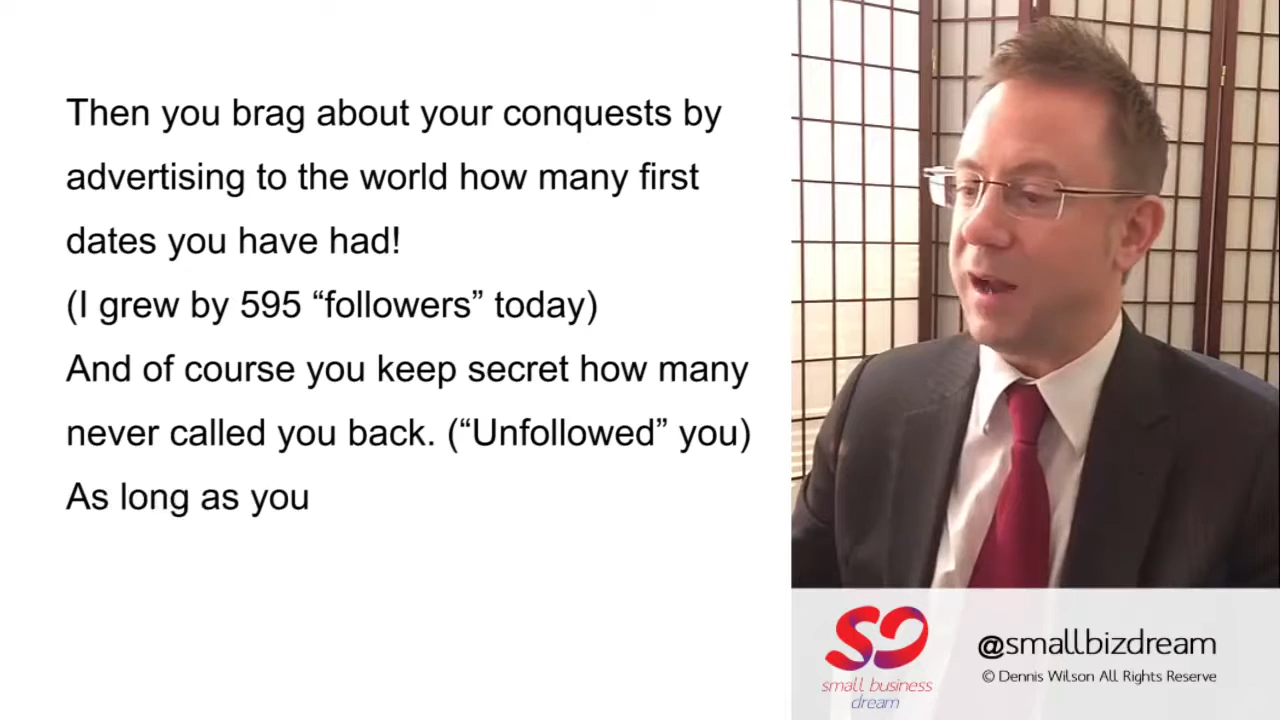 Then you brag about your conquests by
advertising to the world how many first
dates you have had!
(I grew by 595 “followers” today)
And of course you keep secret how many
never called you back. (“Unfollowed” you)
As long as you
small business
dream
@smallbizdream
© Dennis Wilson All Rights Reserve